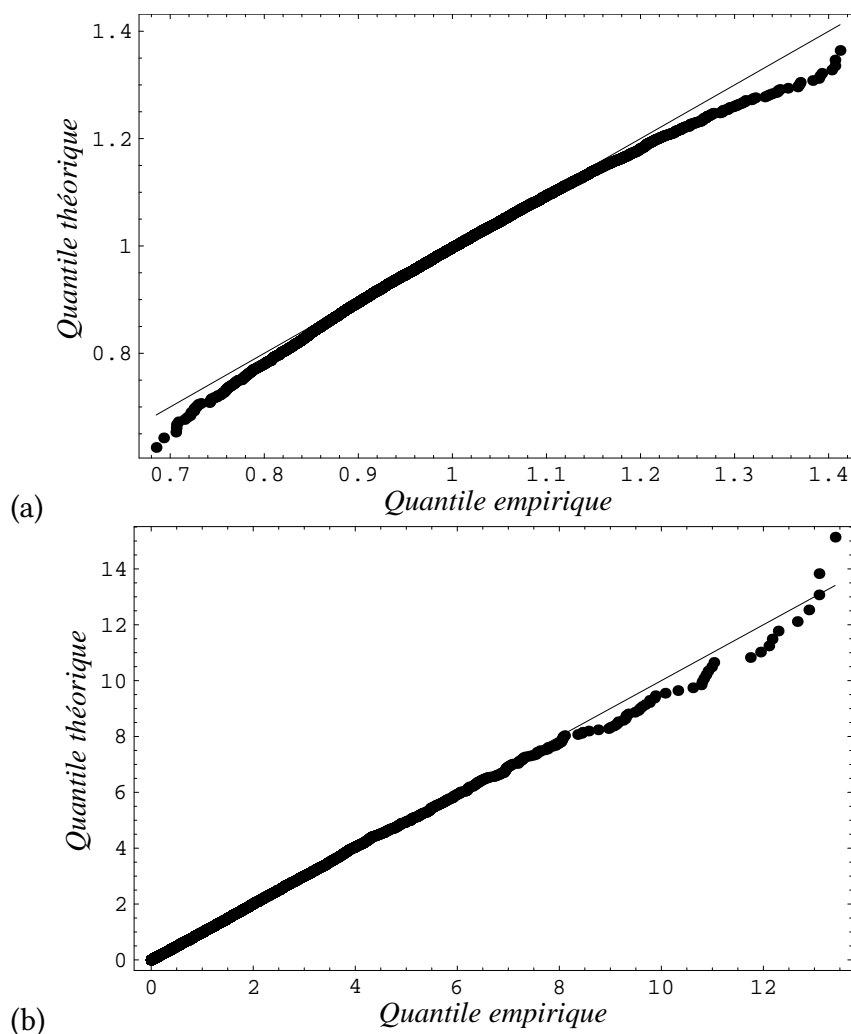 1.4
1.2
1
0.8
Quantile théorique
0.7 0.8 0.9 1 1.1 1.2 1.3 1.4
Quantile empirique
(a)
14
12
10
8
6
4
2
0
Quantile théorique
0 2 4 6 8 10 12
Quantile empirique
(b)